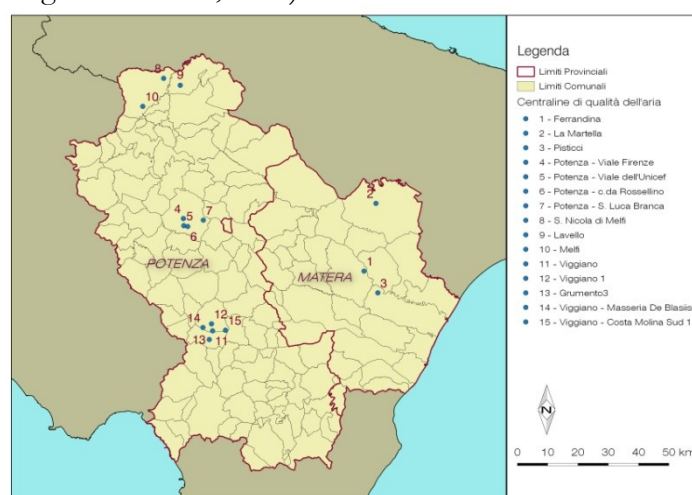 Legenda
Limiti Provinciali
Limiti Comunali
Centraline di qualità dell'aria
1 - Ferrandina
2 - La Martella
3 - Pisticci
4 - Potenza - Viale Firenze
5 - Potenza - Viale dell'Unicef
6 - Potenza - c.da Rossellino
7 - Potenza - S. Luca Branca
8 - S. Nicola di Melfi
9 - Lavello
10 - Melfi
11 - Viggiano
12 - Viggiano 1
13 - Grumento3
14 - Viggiano - Masseria De Blasiis
15 - Viggiano - Costa Molina Sud 1
8
9
10
2
4
5
7
6
POTENZA
MATERA
1
3
12
14
15
13
11
N
0 10 20 30 40 50 km